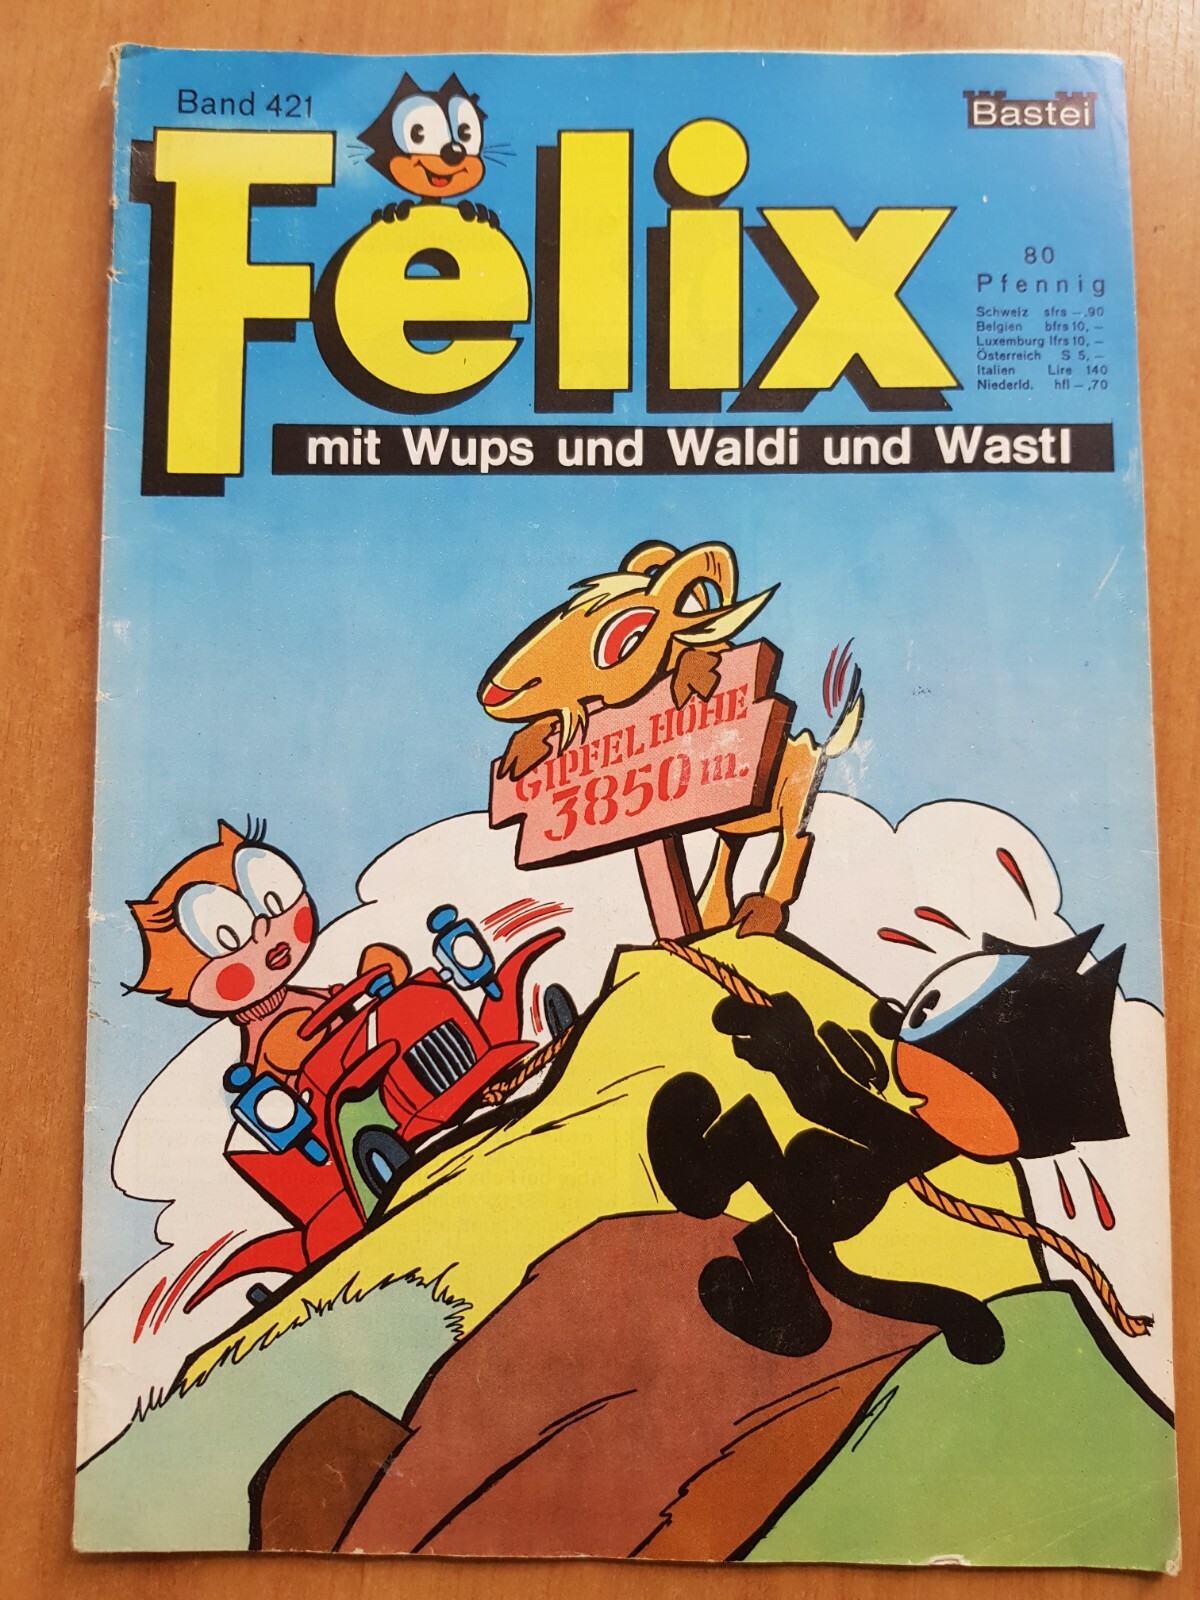 Band 421
Bastei
Felix
80
Pfennig
Schweiz sfrs –.90
Belgien bfrs 10,–
Luxemburg lfrs 10,–
Österreich S 5,–
Italien Lire 140
Niederld. hfl –,70
mit Wups und Waldi und Wastl
GIPFELHÖHE
3850 m.